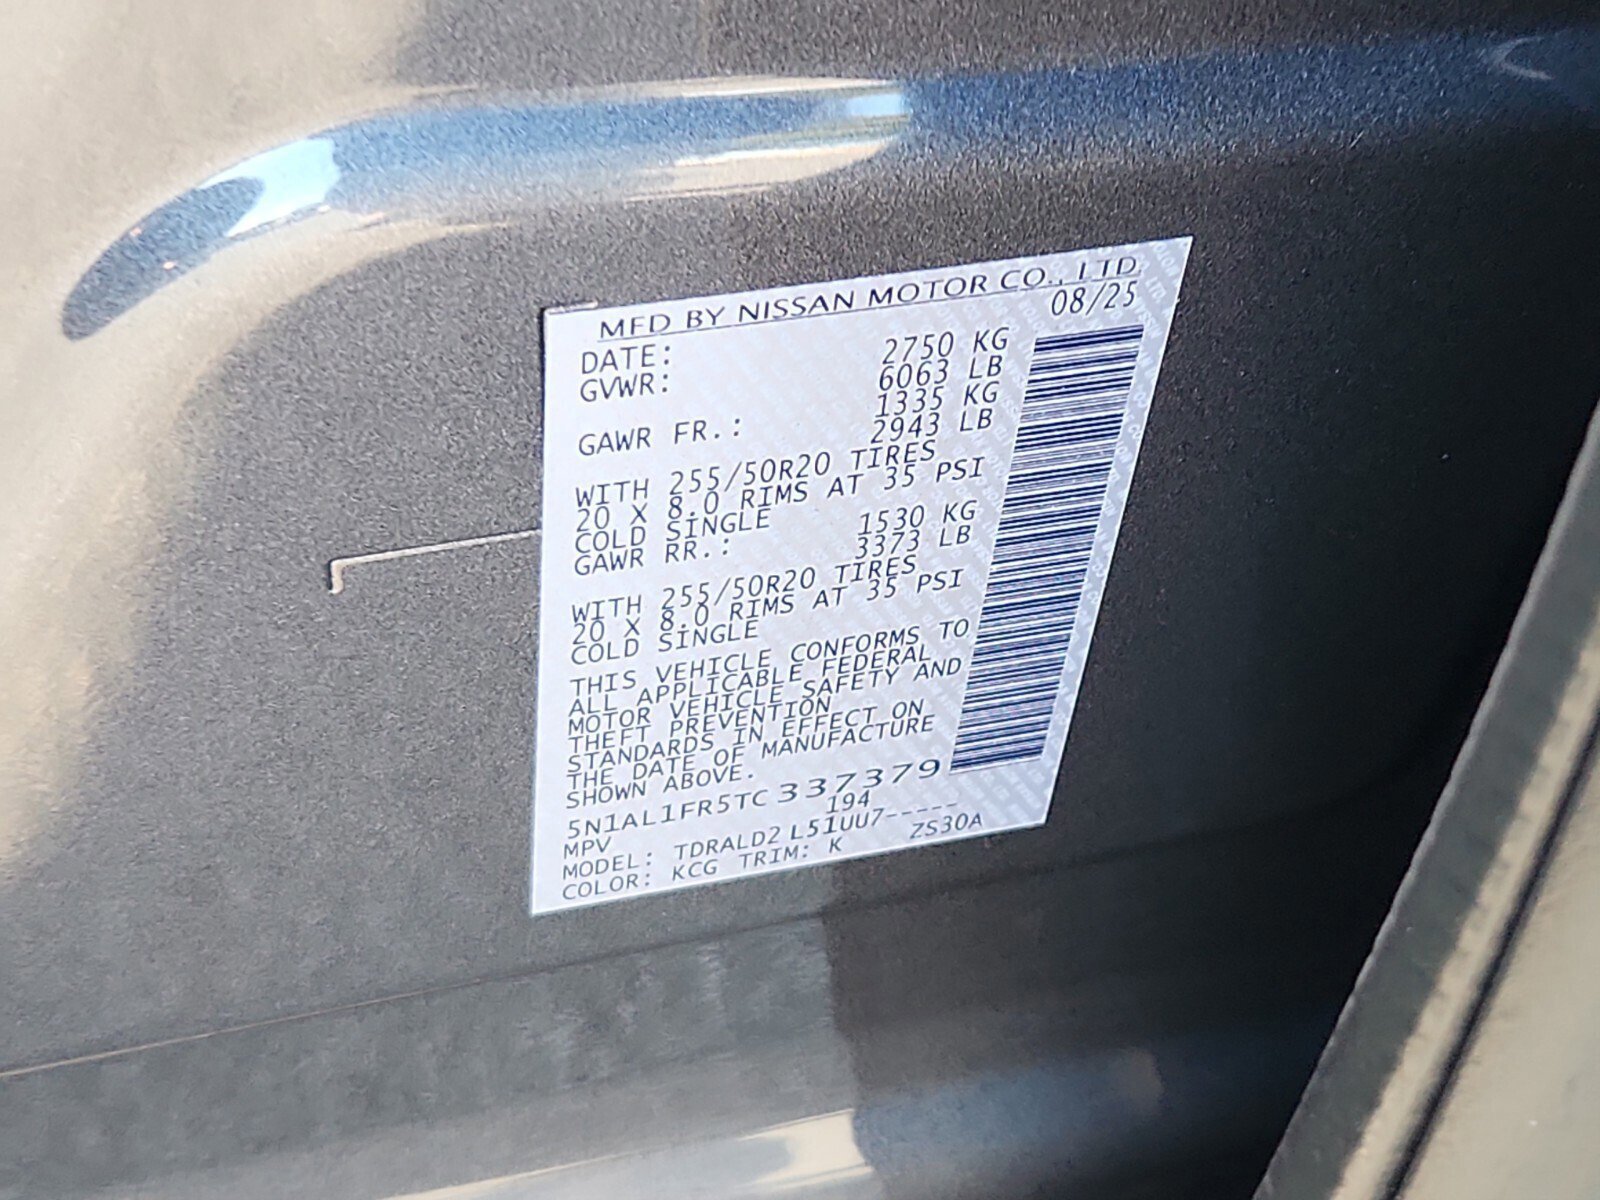 MFD BY NISSAN MOTOR CO., LTD.
DATE: 08/25
GVWR: 2750 KG
6063 LB
GAWR FR.: 1335 KG
2943 LB
WITH 255/50R20 TIRES
20 X 8.0 RIMS AT 35 PSI
COLD SINGLE
GAWR RR.: 1530 KG
3373 LB
WITH 255/50R20 TIRES
20 X 8.0 RIMS AT 35 PSI
COLD SINGLE
THIS VEHICLE CONFORMS TO
ALL APPLICABLE FEDERAL
MOTOR VEHICLE SAFETY AND
THEFT PREVENTION
STANDARDS IN EFFECT ON
THE DATE OF MANUFACTURE
SHOWN ABOVE.
5N1AL1FR5TC337379
MPV 194
MODEL: TDRALD2 L51UU7-----
COLOR: KCG TRIM: K ZS30A